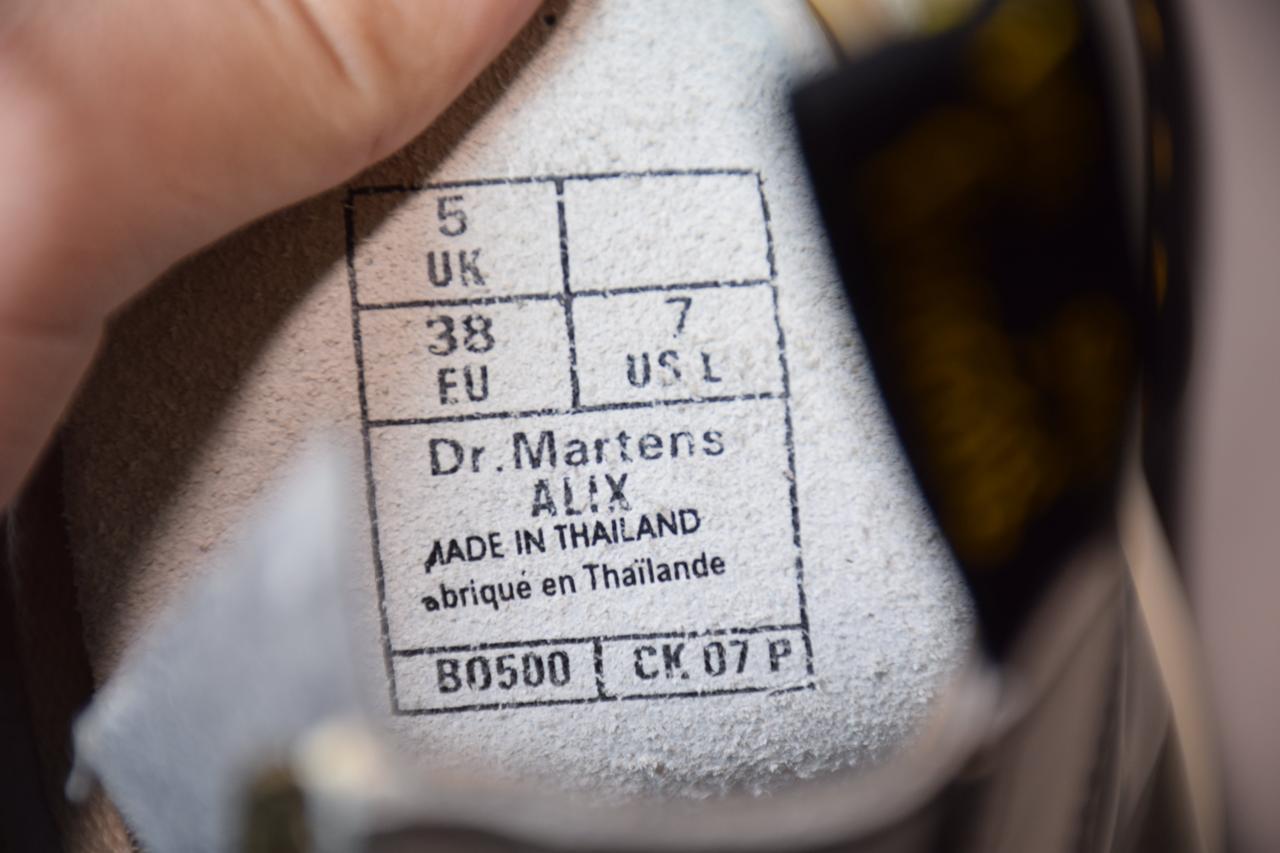 5
UK
38
EU
7
US L
Dr. Martens
ALIX
MADE IN THAILAND
abriqué en Thaïlande
B0500
CK 07 P